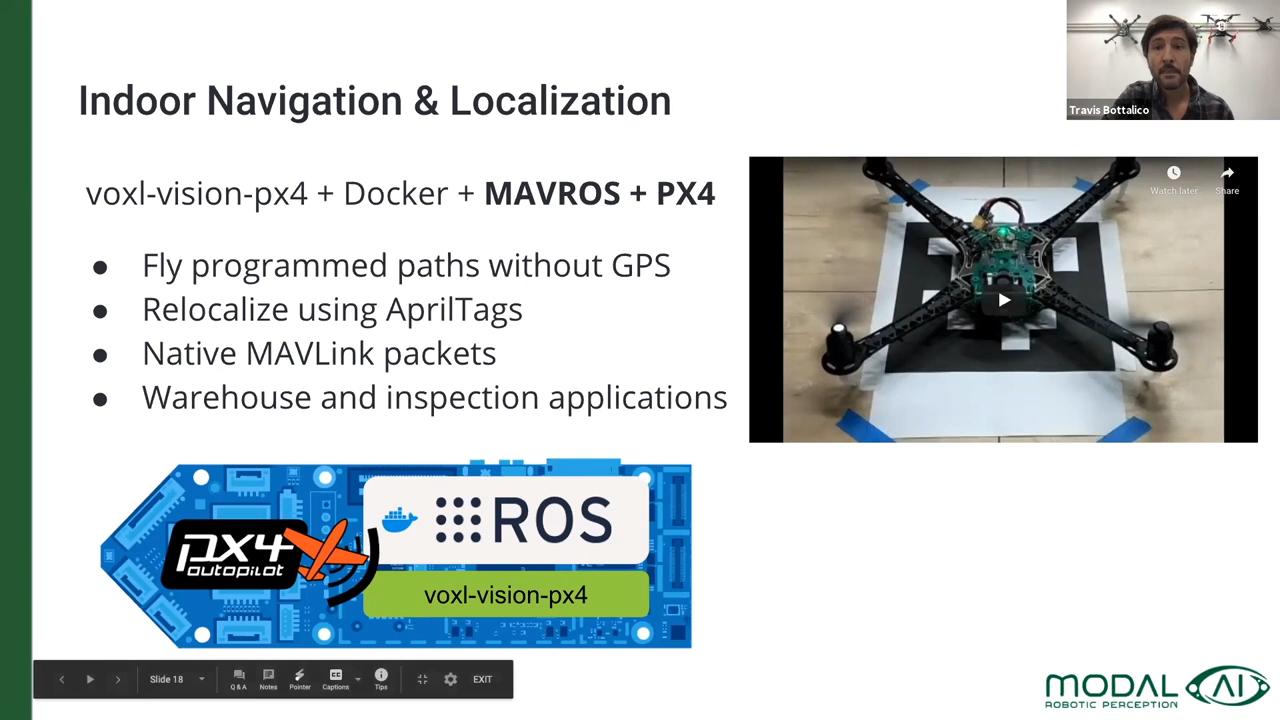 Travis Bottalico
Indoor Navigation & Localization
voxl-vision-px4 + Docker + MAVROS + PX4
● Fly programmed paths without GPS
● Relocalize using AprilTags
● Native MAVLink packets
● Warehouse and inspection applications
Watch later
Share
ROS
px4
autopilot
voxl-vision-px4
Slide 18
Q & A
Notes
Pointer
Captions
Tips
EXIT
MODAL AI
ROBOTIC PERCEPTION